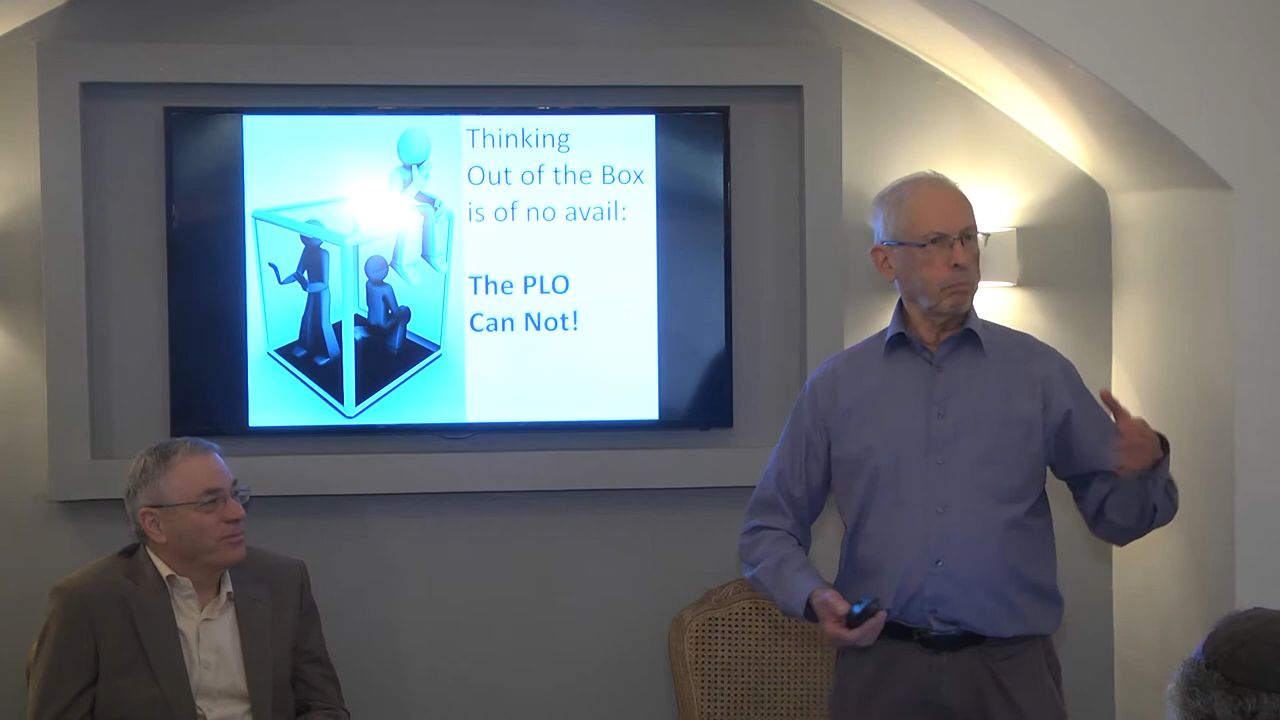 Thinking
Out of the Box
is of no avail:
The PLO
Can Not!